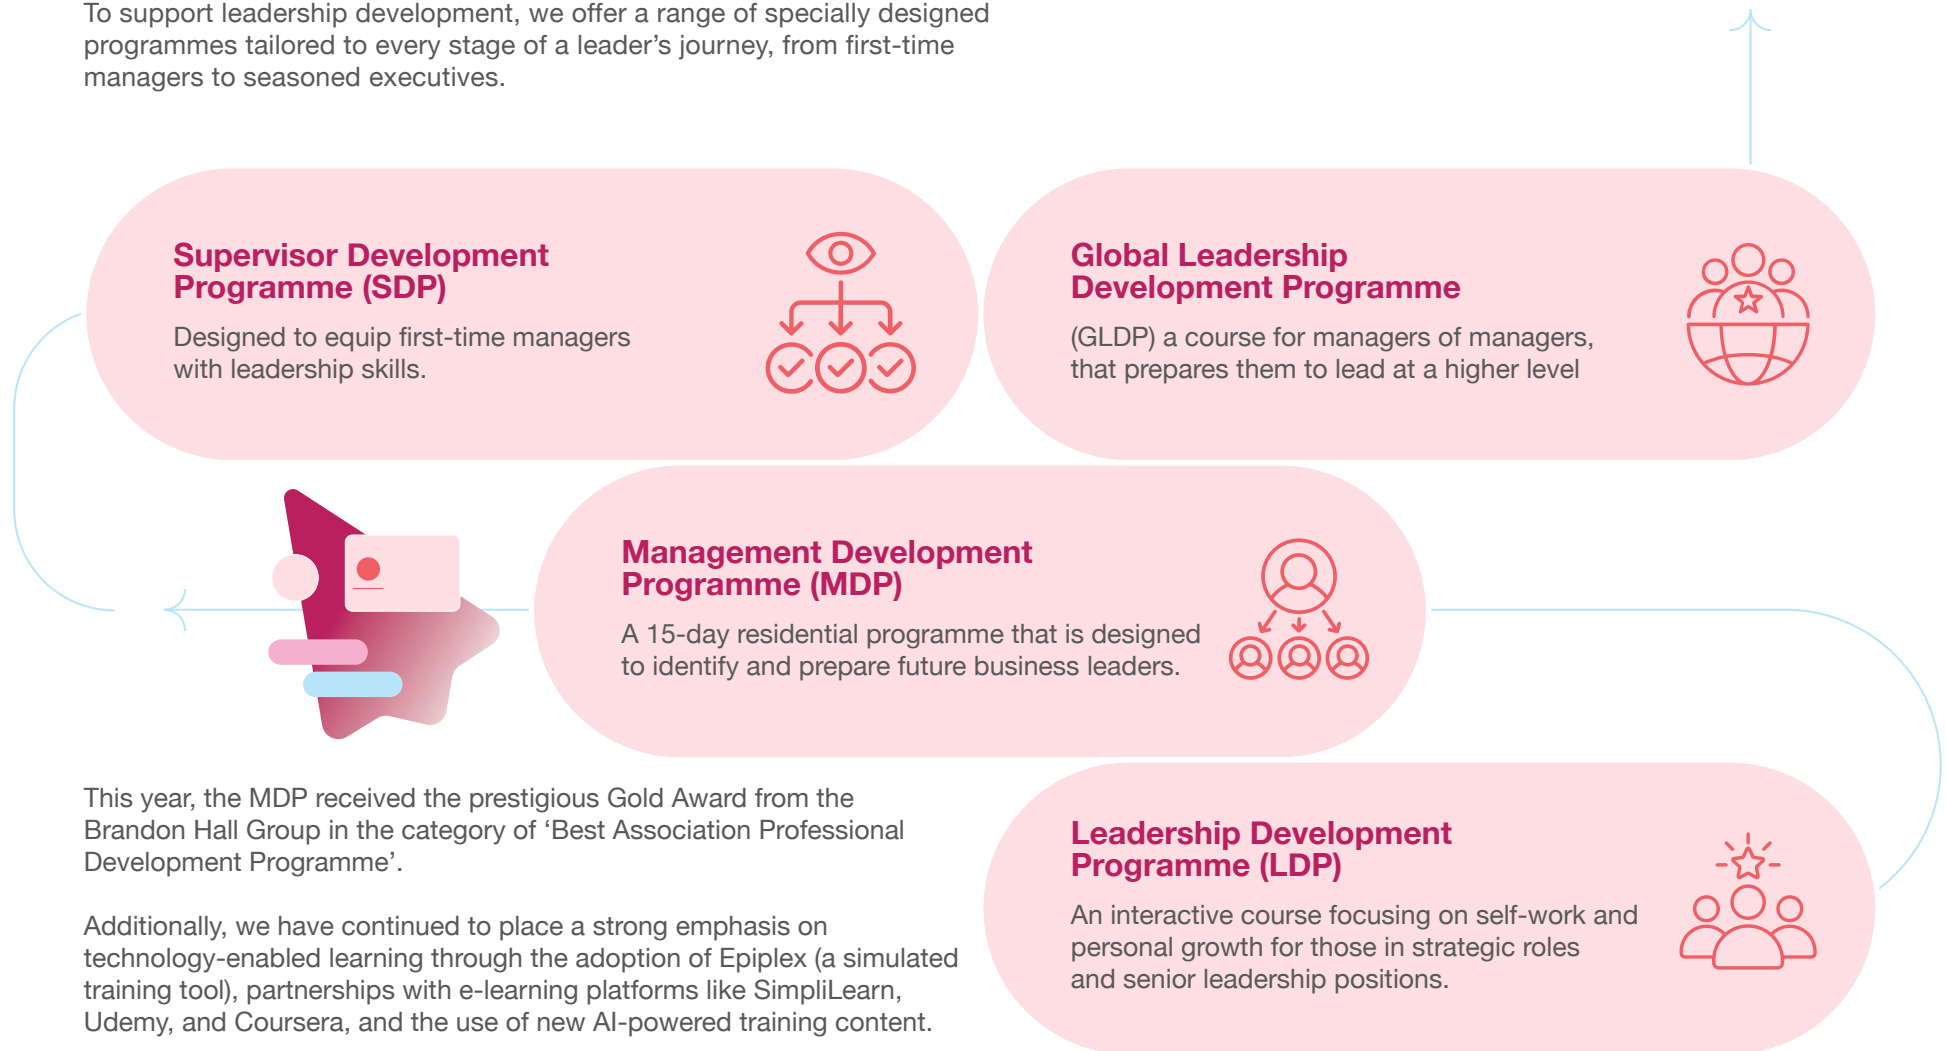 To support leadership development, we offer a range of specially designed
programmes tailored to every stage of a leader’s journey, from first-time
managers to seasoned executives.
Supervisor Development
Programme (SDP)
Designed to equip first-time managers
with leadership skills.
Global Leadership
Development Programme
(GLDP) a course for managers of managers,
that prepares them to lead at a higher level
Management Development
Programme (MDP)
A 15-day residential programme that is designed
to identify and prepare future business leaders.
This year, the MDP received the prestigious Gold Award from the
Brandon Hall Group in the category of ‘Best Association Professional
Development Programme’.
Additionally, we have continued to place a strong emphasis on
technology-enabled learning through the adoption of Epiplex (a simulated
training tool), partnerships with e-learning platforms like SimpliLearn,
Udemy, and Coursera, and the use of new AI-powered training content.
Leadership Development
Programme (LDP)
An interactive course focusing on self-work and
personal growth for those in strategic roles
and senior leadership positions.